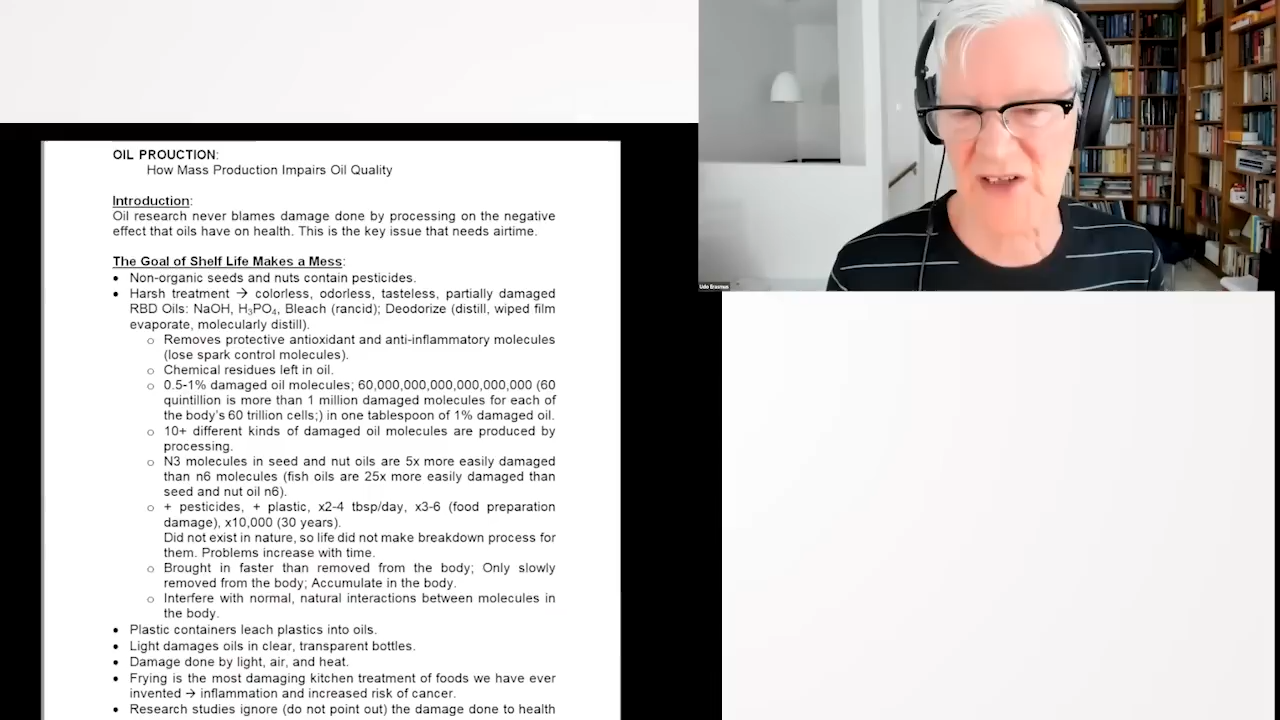 OIL PROUCTION:
How Mass Production Impairs Oil Quality
Introduction:
Oil research never blames damage done by processing on the negative
effect that oils have on health. This is the key issue that needs airtime.
The Goal of Shelf Life Makes a Mess:
• Non-organic seeds and nuts contain pesticides.
• Harsh treatment → colorless, odorless, tasteless, partially damaged
RBD Oils: NaOH, H₃PO₄, Bleach (rancid); Deodorize (distill, wiped film
evaporate, molecularly distill).
o Removes protective antioxidant and anti-inflammatory molecules
(lose spark control molecules).
o Chemical residues left in oil.
o 0.5-1% damaged oil molecules; 60,000,000,000,000,000,000 (60
quintillion is more than 1 million damaged molecules for each of
the body's 60 trillion cells;) in one tablespoon of 1% damaged oil.
o 10+ different kinds of damaged oil molecules are produced by
processing.
o N3 molecules in seed and nut oils are 5x more easily damaged
than n6 molecules (fish oils are 25x more easily damaged than
seed and nut oil n6).
o + pesticides, + plastic, x2-4 tbsp/day, x3-6 (food preparation
damage), x10,000 (30 years).
Did not exist in nature, so life did not make breakdown process for
them. Problems increase with time.
o Brought in faster than removed from the body; Only slowly
removed from the body; Accumulate in the body.
o Interfere with normal, natural interactions between molecules in
the body.
• Plastic containers leach plastics into oils.
• Light damages oils in clear, transparent bottles.
• Damage done by light, air, and heat.
• Frying is the most damaging kitchen treatment of foods we have ever
invented → inflammation and increased risk of cancer.
• Research studies ignore (do not point out) the damage done to health
Udo Erasmus